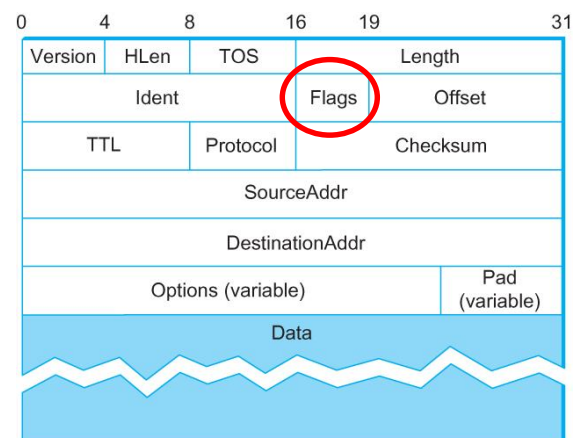 0 4 8 16 19 31
Version HLen TOS Length
Ident Flags Offset
TTL Protocol Checksum
SourceAddr
DestinationAddr
Options (variable) Pad
(variable)
Data